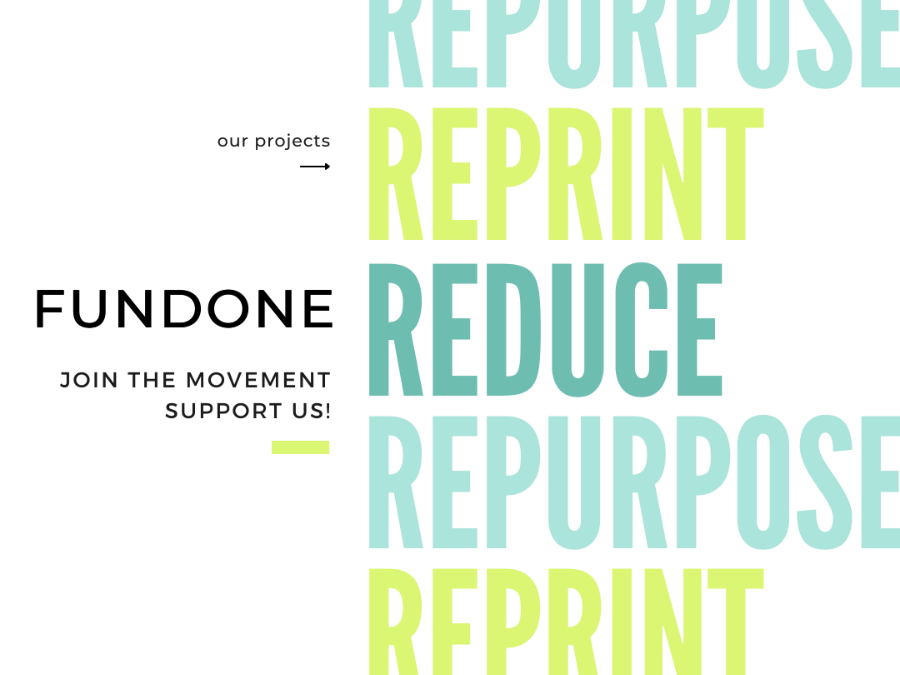 our projects
FUNDONE
JOIN THE MOVEMENT
SUPPORT US!
REPURPOSE
REPRINT
REDUCE
REPURPOSE
REPRINT